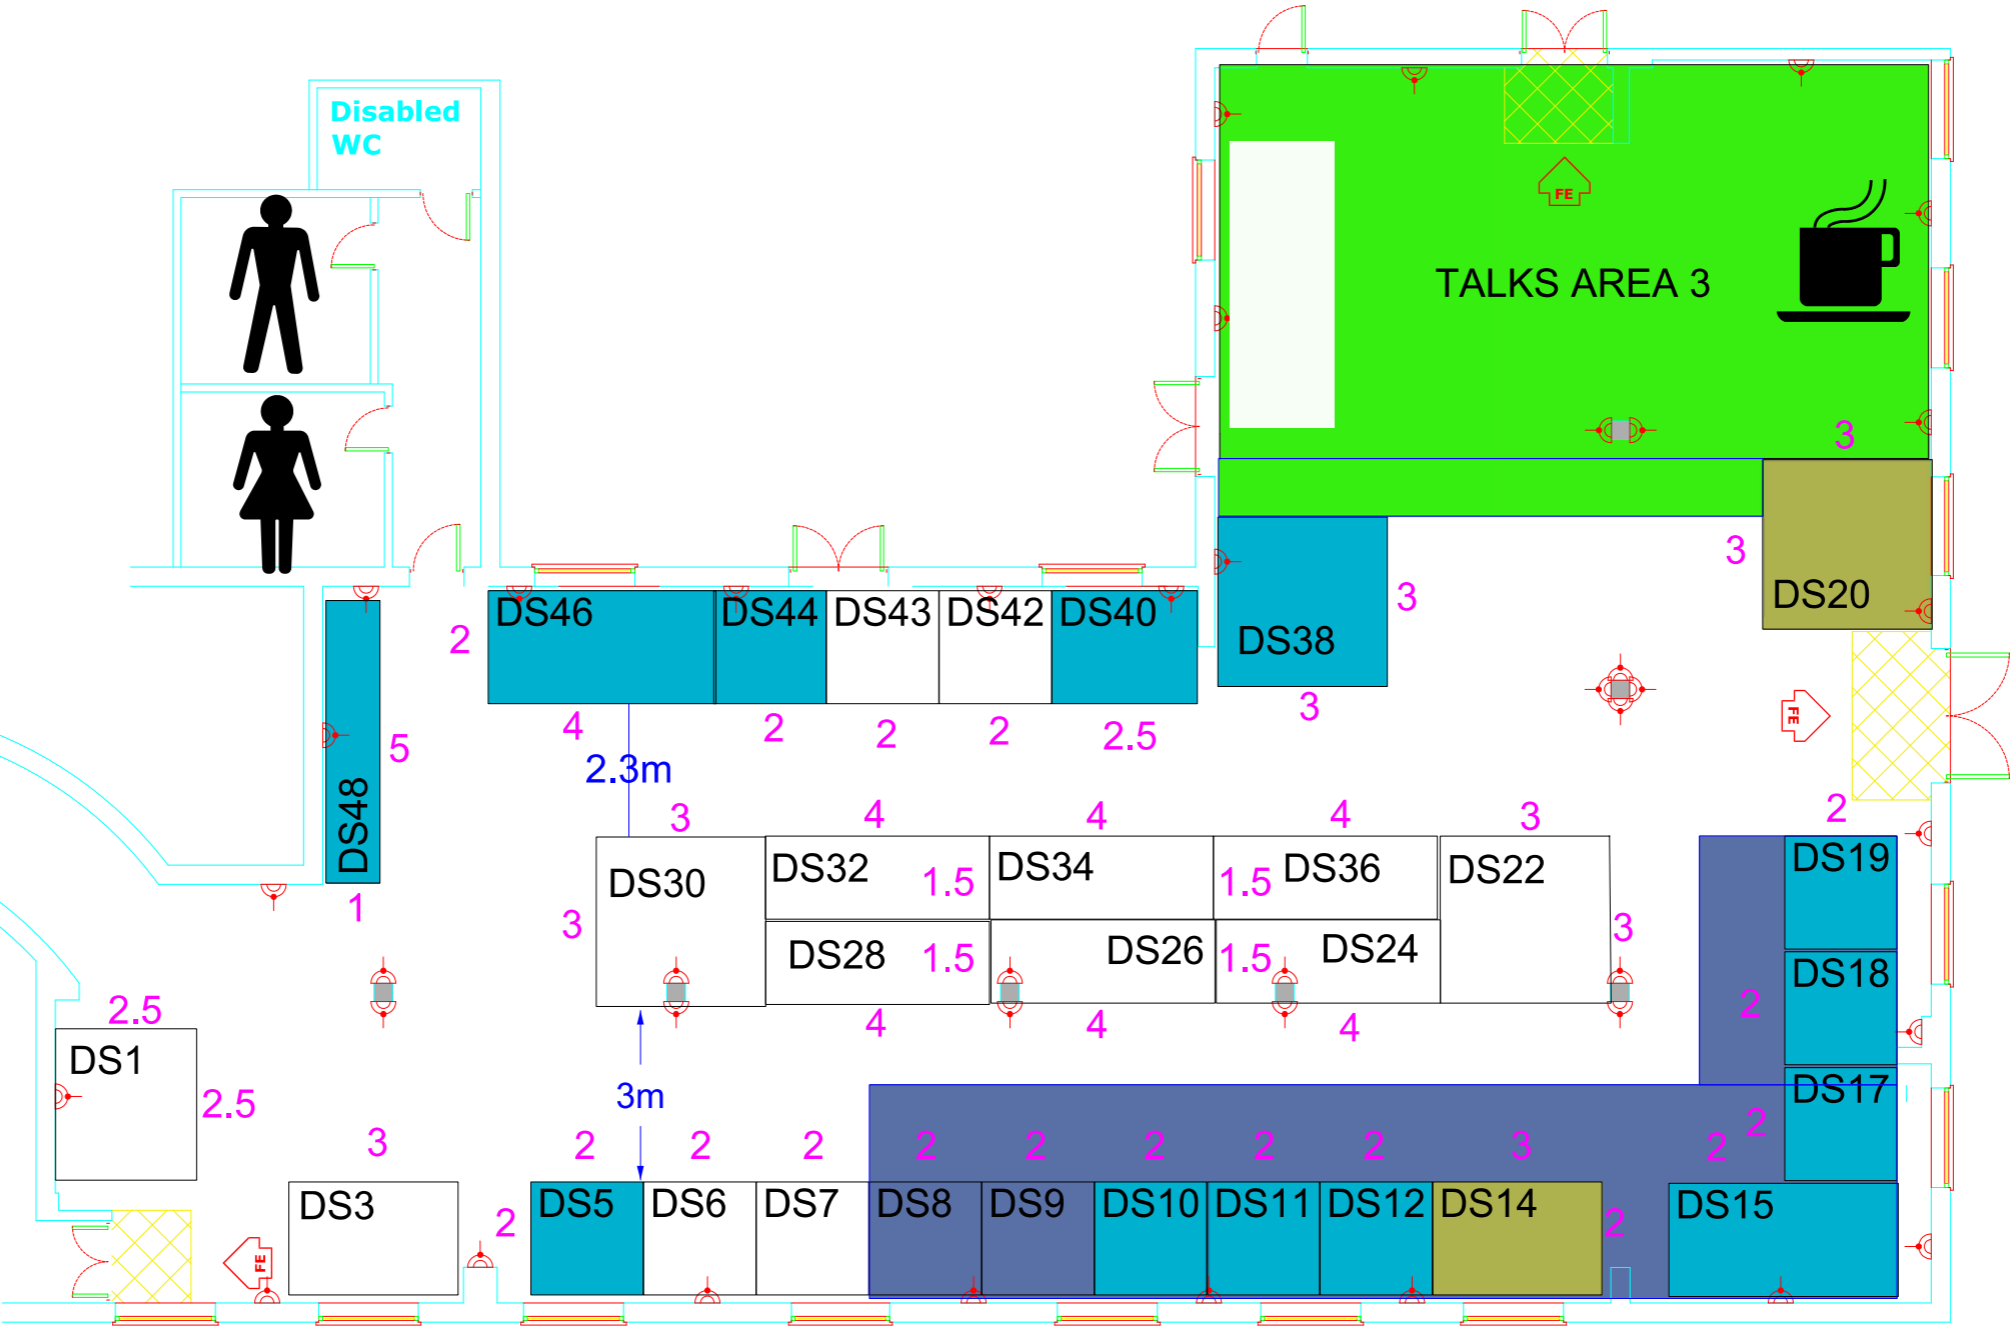 Disabled
WC
FE
TALKS AREA 3
3
3
DS20
DS46
DS44
DS43
DS42
DS40
DS38
3
2
4
2
2
2
2.5
3
FE
5
DS48
1
2.3m
3
4
4
4
3
2
DS30
DS32
1.5
DS34
1.5
DS36
DS22
DS19
3
DS28
1.5
DS26
1.5
DS24
3
DS18
2
4
4
4
2.5
DS1
2.5
3m
DS17
2
3
2
2
2
2
2
2
2
2
3
2
DS3
2
DS5
DS6
DS7
DS8
DS9
DS10
DS11
DS12
DS14
2
DS15
FE